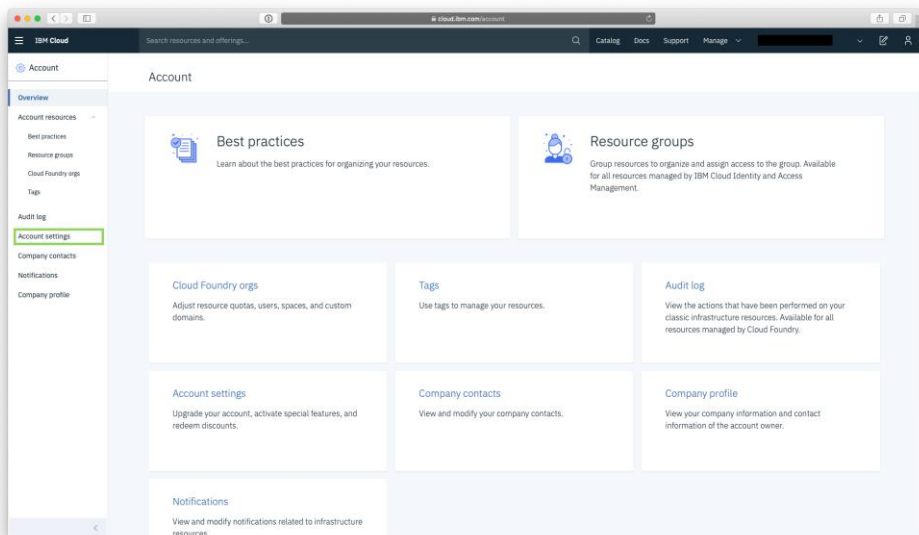 cloud.ibm.com/account
IBM Cloud
Search resources and offerings...
Catalog Docs Support Manage
Account
Account
Overview
Account resources
Best practices
Resource groups
Cloud Foundry orgs
Tags
Audit log
Account settings
Company contacts
Notifications
Company profile
Best practices
Learn about the best practices for organizing your resources.
Resource groups
Group resources to organize and assign access to the group. Available
for all resources managed by IBM Cloud Identity and Access
Management.
Cloud Foundry orgs
Adjust resource quotas, users, spaces, and custom
domains.
Tags
Use tags to manage your resources.
Audit log
View the actions that have been performed on your
classic infrastructure resources. Available for all
resources managed by Cloud Foundry.
Account settings
Upgrade your account, activate special features, and
redeem discounts.
Company contacts
View and modify your company contacts.
Company profile
View your company information and contact
information of the account owner.
Notifications
View and modify notifications related to infrastructure
resources.